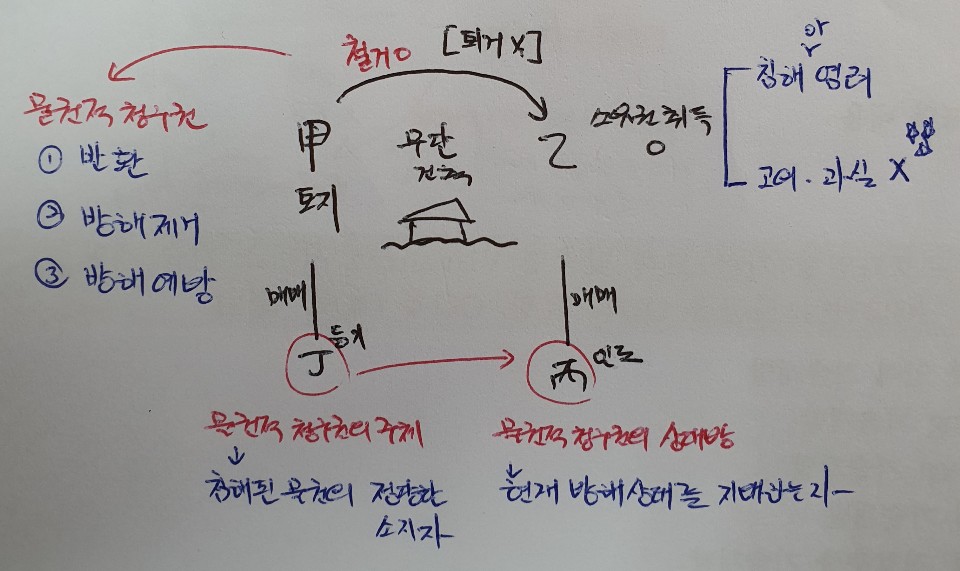 철거O [퇴거 X]
물권적 청구권
① 반환
② 방해제거
③ 방해예방
甲
토지
무단
건축
乙
소유권 취득
O
or
침해 염려
고의·과실 X
매매
등기
丁
매매
인도
丙
물권적 청구권의 주체
침해된 물권의 정당한
소지자
물권적 청구권의 상대방
현재 방해상태를 지배하는 자